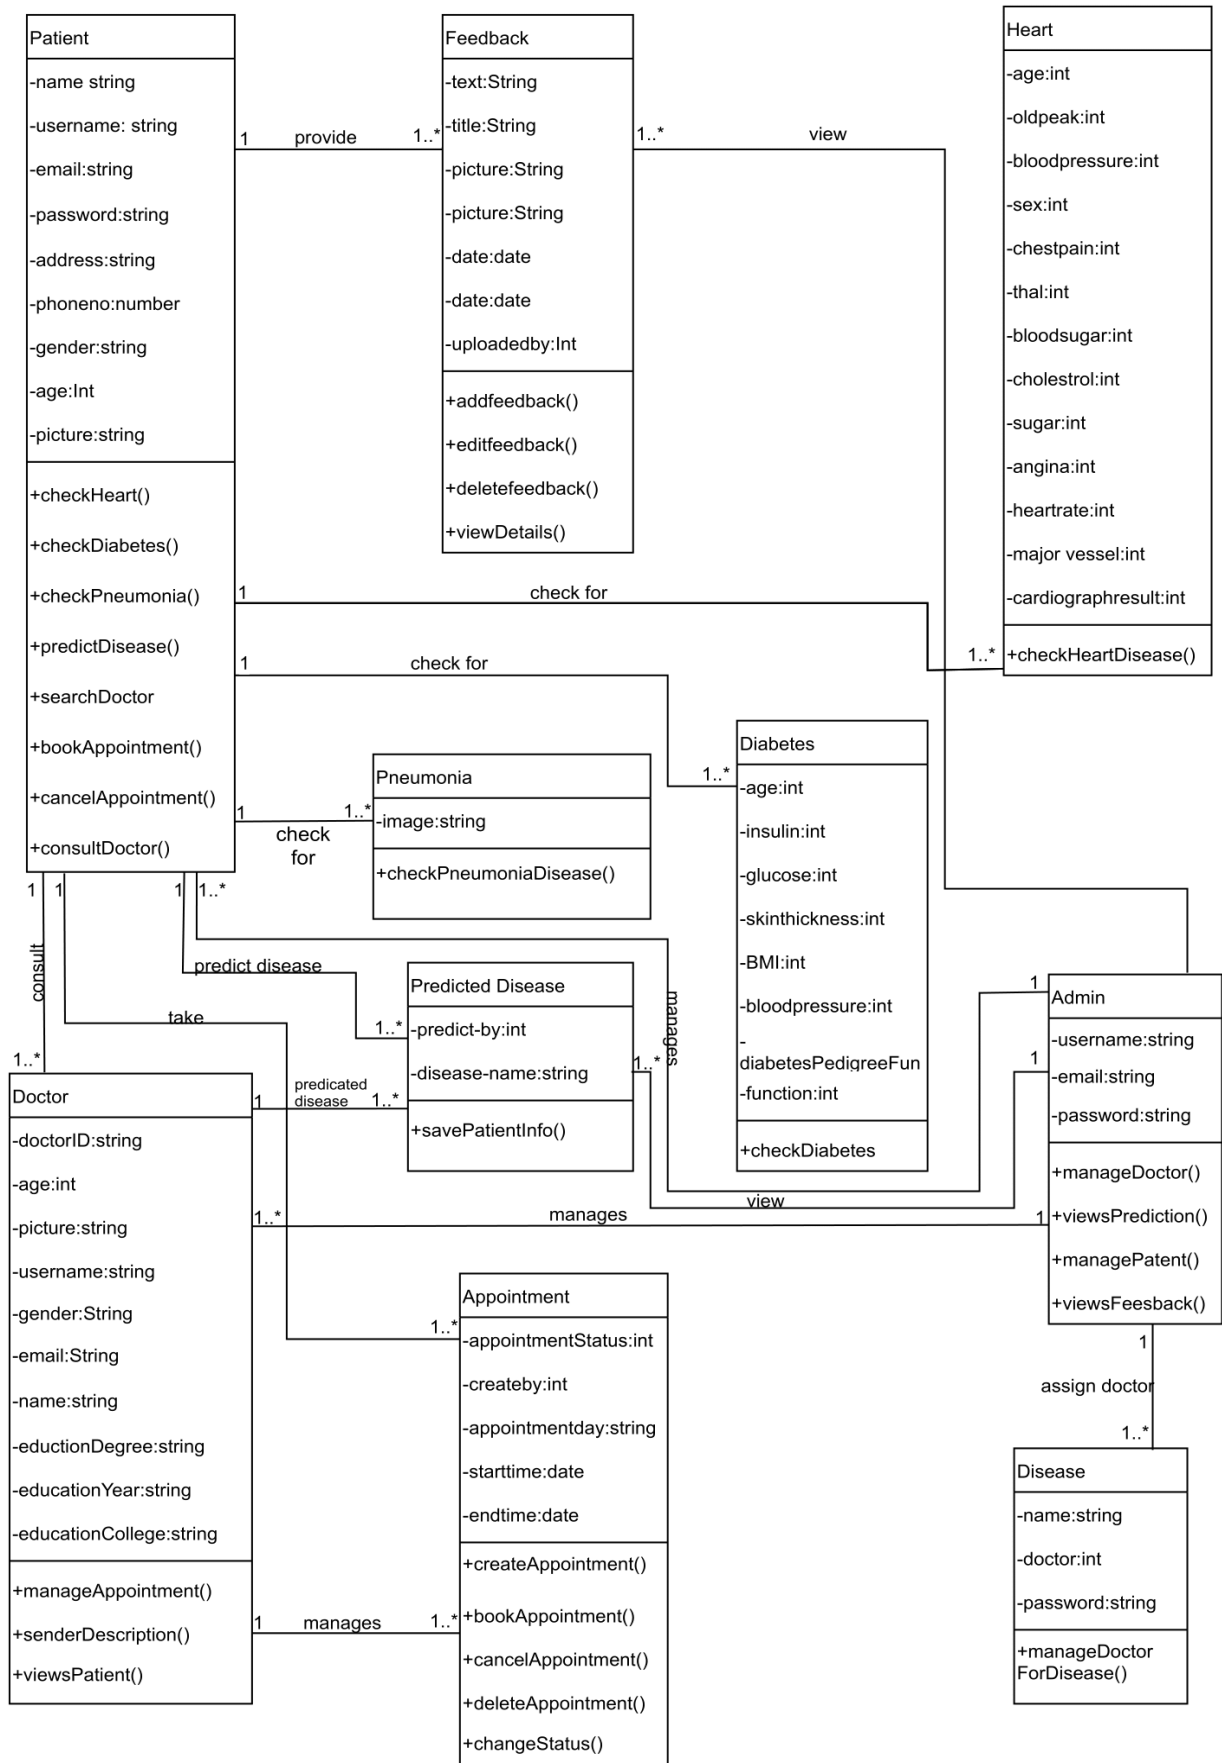 Patient
-name string
-username: string
-email:string
-password:string
-address:string
-phoneno:number
-gender:string
-age:Int
-picture:string
+checkHeart()
+checkDiabetes()
+checkPneumonia()
+predictDisease()
+searchDoctor
+bookAppointment()
+cancelAppointment()
+consultDoctor()
1
provide
1..*
Feedback
-text:String
-title:String
-picture:String
-picture:String
-date:date
-date:date
-uploadedby:Int
+addfeedback()
+editfeedback()
+deletefeedback()
+viewDetails()
1..*
view
Heart
-age:int
-oldpeak:int
-bloodpressure:int
-sex:int
-chestpain:int
-thal:int
-bloodsugar:int
-cholestrol:int
-sugar:int
-angina:int
-heartrate:int
-major vessel:int
-cardiographresult:int
+checkHeartDisease()
1
check for
1..*
1
check for
1..*
Diabetes
-age:int
-insulin:int
-glucose:int
-skinthickness:int
-BMI:int
-bloodpressure:int
-
diabetesPedigreeFun
-function:int
+checkDiabetes
1
check
for
1..*
Pneumonia
-image:string
+checkPneumoniaDisease()
1
1
1
1..*
consult
1..*
take
predict disease
1..*
Predicted Disease
-predict-by:int
-disease-name:string
+savePatientInfo()
manages
1..*
1
1
Admin
-username:string
-email:string
-password:string
+manageDoctor()
+viewsPrediction()
+managePatent()
+viewsFeesback()
Doctor
-doctorID:string
-age:int
-picture:string
-username:string
-gender:String
-email:String
-name:string
-eductionDegree:string
-educationYear:string
-educationCollege:string
+manageAppointment()
+senderDescription()
+viewsPatient()
1
predicated
disease
1..*
view
1..*
manages
1
1..*
Appointment
-appointmentStatus:int
-createby:int
-appointmentday:string
-starttime:date
-endtime:date
+createAppointment()
+bookAppointment()
+cancelAppointment()
+deleteAppointment()
+changeStatus()
1
manages
1..*
1
assign doctor
1..*
Disease
-name:string
-doctor:int
-password:string
+manageDoctor
ForDisease()